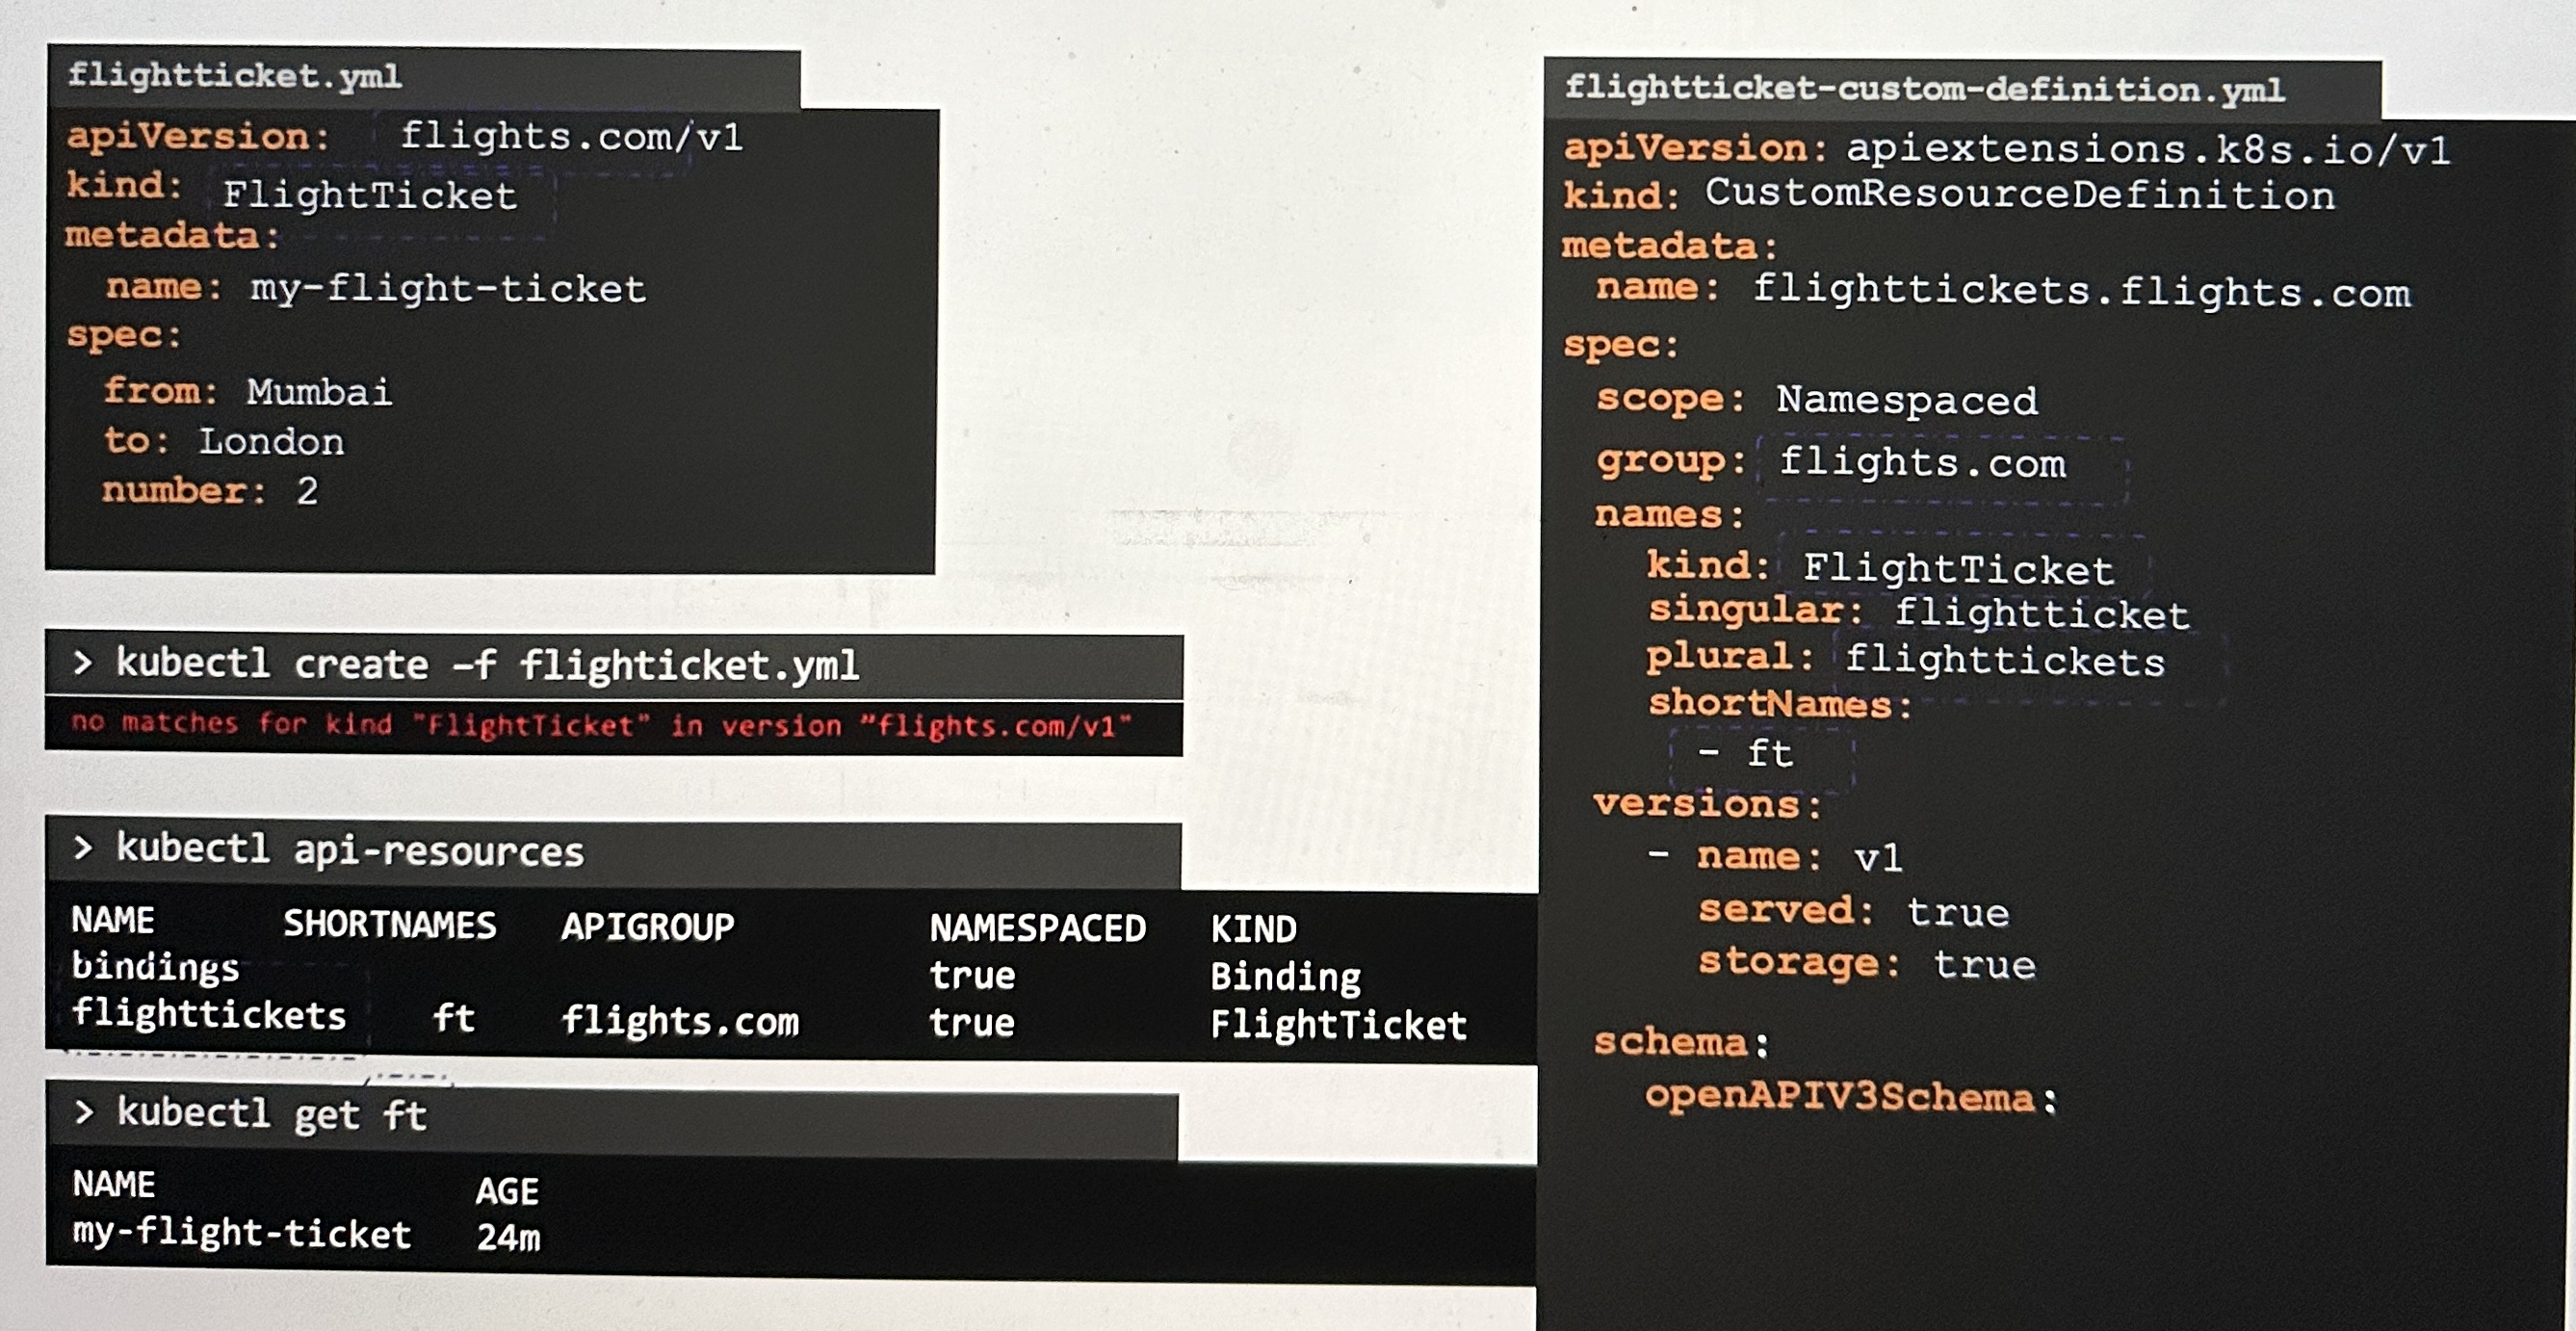 flightticket.yml
apiVersion: flights.com/v1
kind: FlightTicket
metadata:
name: my-flight-ticket
spec:
from: Mumbai
to: London
number: 2
> kubectl create –f flighticket.yml
no matches for kind "FlightTicket" in version "flights.com/v1"
> kubectl api-resources
NAME SHORTNAMES APIGROUP NAMESPACED KIND
bindings true Binding
flighttickets ft flights.com true FlightTicket
> kubectl get ft
NAME AGE
my-flight-ticket 24m
flightticket-custom-definition.yml
apiVersion: apiextensions.k8s.io/v1
kind: CustomResourceDefinition
metadata:
name: flighttickets.flights.com
spec:
scope: Namespaced
group: flights.com
names:
kind: FlightTicket
singular: flightticket
plural: flighttickets
shortNames:
- ft
versions:
- name: v1
served: true
storage: true
schema:
openAPIV3Schema: